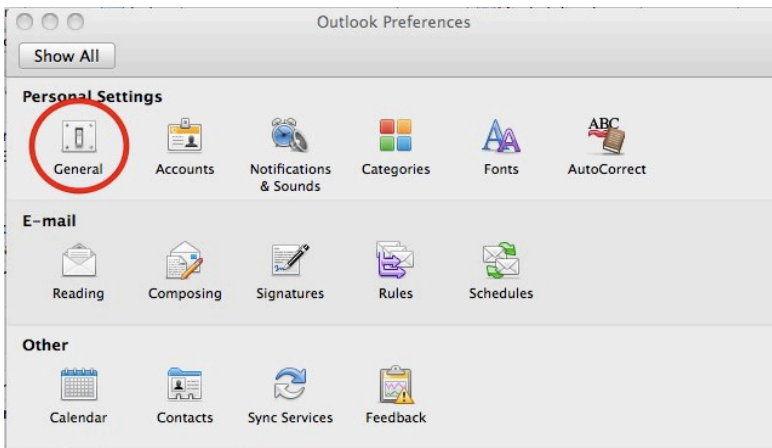 Outlook Preferences
Show All
Personal Settings
General Accounts Notifications & Sounds Categories Fonts ABC AutoCorrect
E-mail
Reading Composing Signatures Rules Schedules
Other
Calendar Contacts Sync Services Feedback